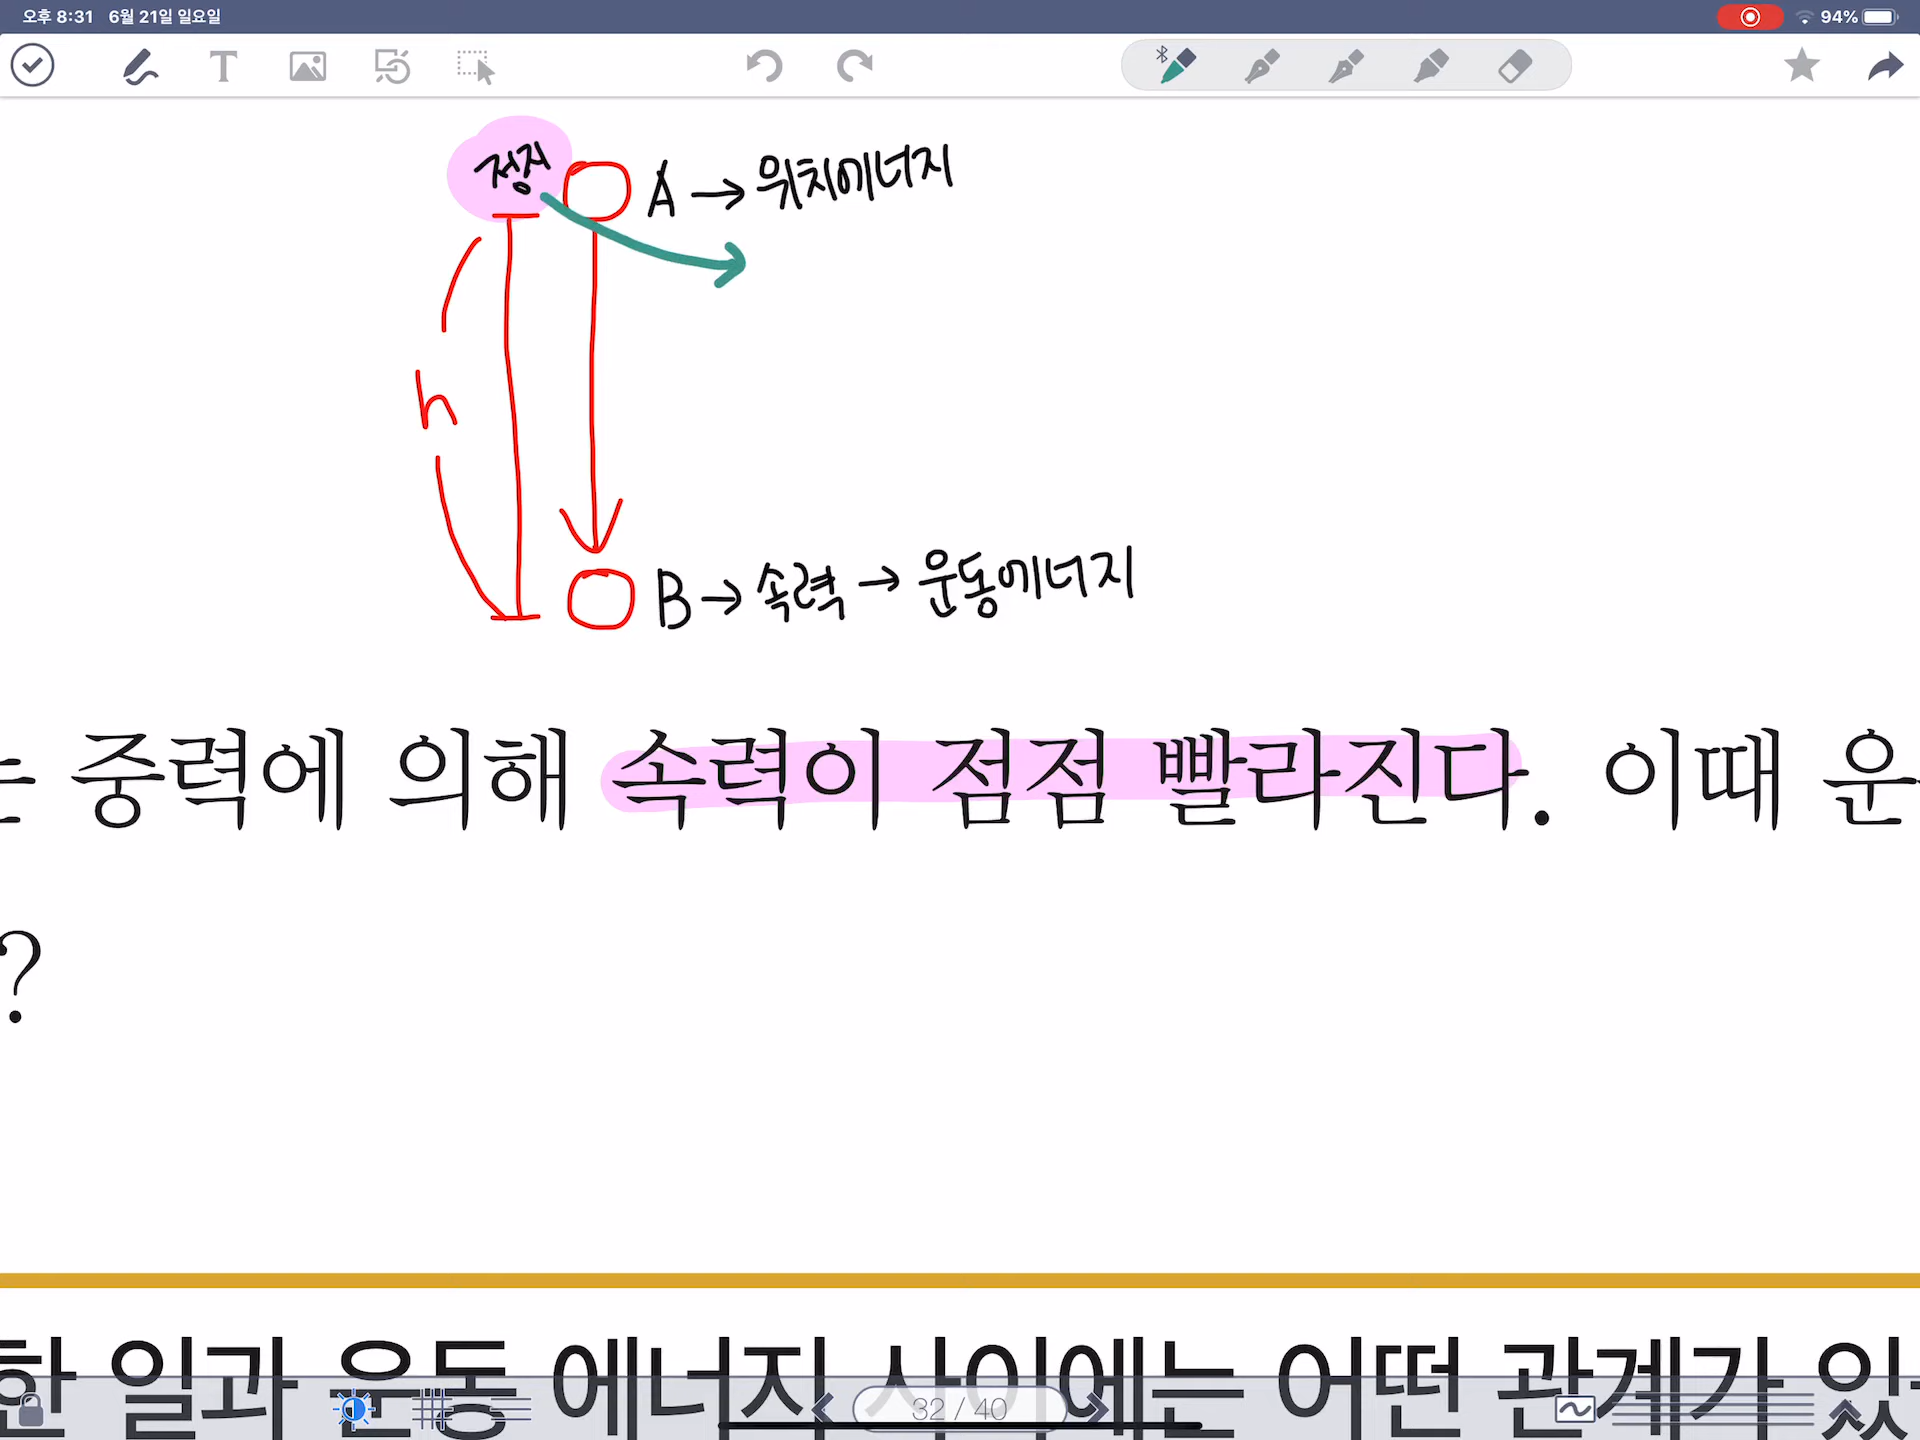 오후 8:31 6월 21일 일요일
94%
T
정지
A → 위치에너지
h
B → 속력 → 운동에너지
는 중력에 의해 속력이 점점 빨라진다. 이때 운
?
한 일과 운동 에너지 사이에는 어떤 관계가 있
32 / 40